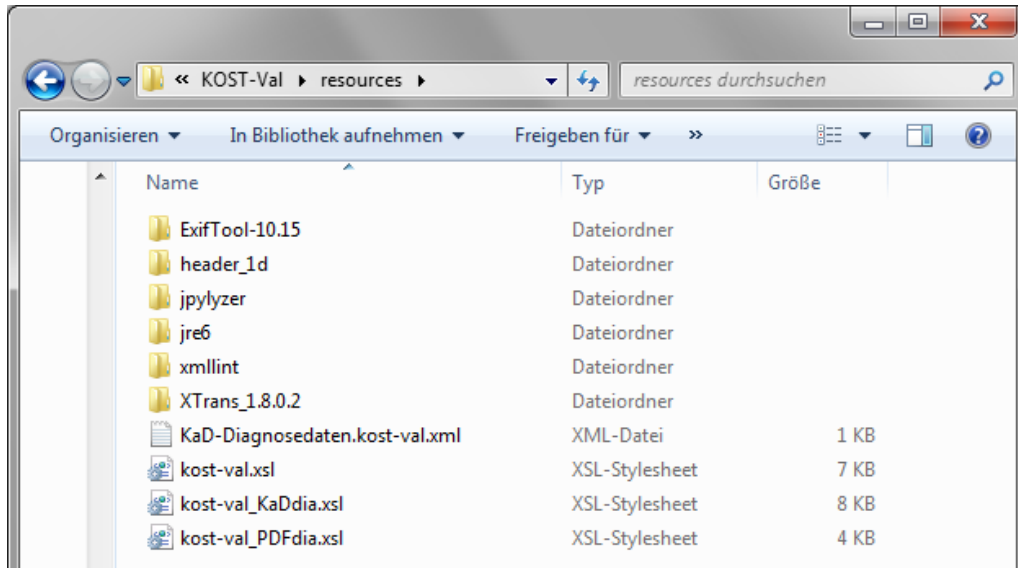 « KOST-Val resources resources durchsuchen
Organisieren In Bibliothek aufnehmen Freigeben für »
Name Typ Größe
ExifTool-10.15 Dateiordner
header_1d Dateiordner
jpylyzer Dateiordner
jre6 Dateiordner
xmllint Dateiordner
XTrans_1.8.0.2 Dateiordner
KaD-Diagnosedaten.kost-val.xml XML-Datei 1 KB
kost-val.xsl XSL-Stylesheet 7 KB
kost-val_KaDdia.xsl XSL-Stylesheet 8 KB
kost-val_PDFdia.xsl XSL-Stylesheet 4 KB